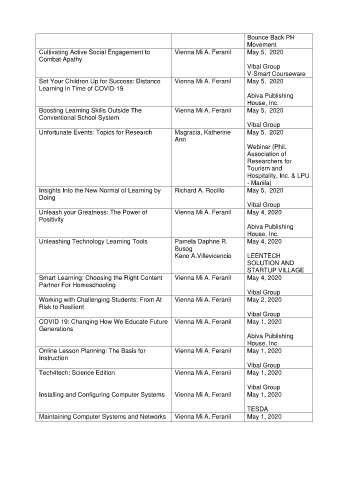 Bounce Back PH
Movement
Cultivating Active Social Engagement to
Combat Apathy
Vienna Mi A. Feranil
May 5, 2020
Vibal Group
V-Smart Courseware
Set Your Children Up for Success: Distance
Learning in Time of COVID-19
Vienna Mi A. Feranil
May 5, 2020
Abiva Publishing
House, Inc.
Boosting Learning Skills Outside The
Conventional School System
Vienna Mi A. Feranil
May 5, 2020
Vibal Group
Unfortunate Events: Topics for Research
Magracia, Katherine
Ann
May 5, 2020
Webinar (Phil.
Association of
Researchers for
Tourism and
Hospitality, Inc. & LPU
- Manila)
Insights Into the New Normal of Learning by
Doing
Richard A. Rocillo
May 5, 2020
Vibal Group
Unleash your Greatness: The Power of
Positivity
Vienna Mi A. Feranil
May 4, 2020
Abiva Publishing
House, Inc.
Unleashing Technology Learning Tools
Pamela Daphne R.
Busog
Keno A.Villevicencio
May 4, 2020
LEENTECH
SOLUTION AND
STARTUP VILLAGE
Smart Learning: Choosing the Right Content
Partner For Homeschooling
Vienna Mi A. Feranil
May 4, 2020
Vibal Group
Working with Challenging Students: From At
Risk to Resilient
Vienna Mi A. Feranil
May 2, 2020
Vibal Group
COVID 19: Changing How We Educate Future
Generations
Vienna Mi A. Feranil
May 1, 2020
Abiva Publishing
House, Inc.
Online Lesson Planning: The Basis for
Instruction
Vienna Mi A. Feranil
May 1, 2020
Vibal Group
Tech4tech: Science Edition
Vienna Mi A. Feranil
May 1, 2020
Vibal Group
Installing and Configuring Computer Systems
Vienna Mi A. Feranil
May 1, 2020
TESDA
Maintaining Computer Systems and Networks
Vienna Mi A. Feranil
May 1, 2020